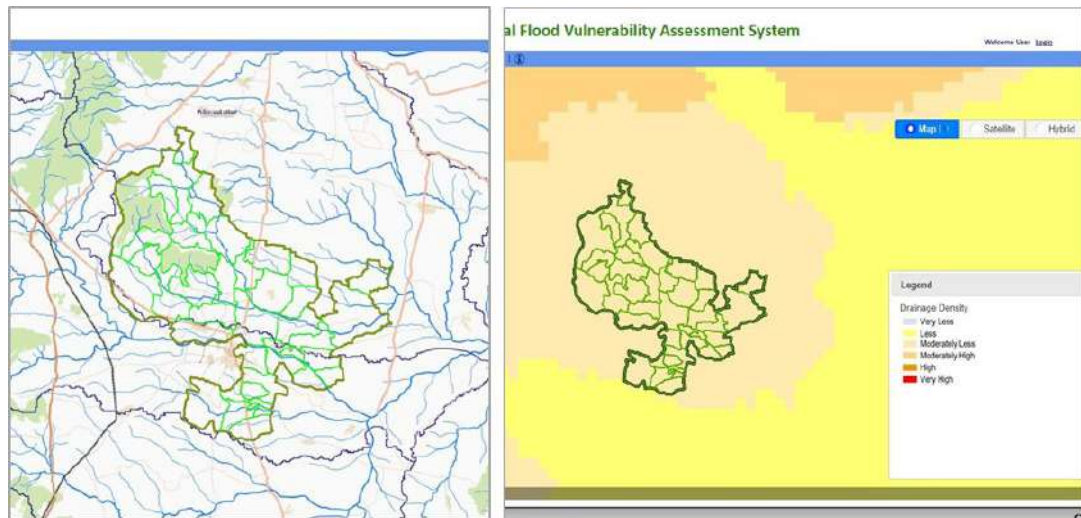 al Flood Vulnerability Assessment System
Welcome User Login
Map
Satellite
Hybrid
Legend
Drainage Density
Very Less
Less
Moderately Less
Moderately High
High
Very High